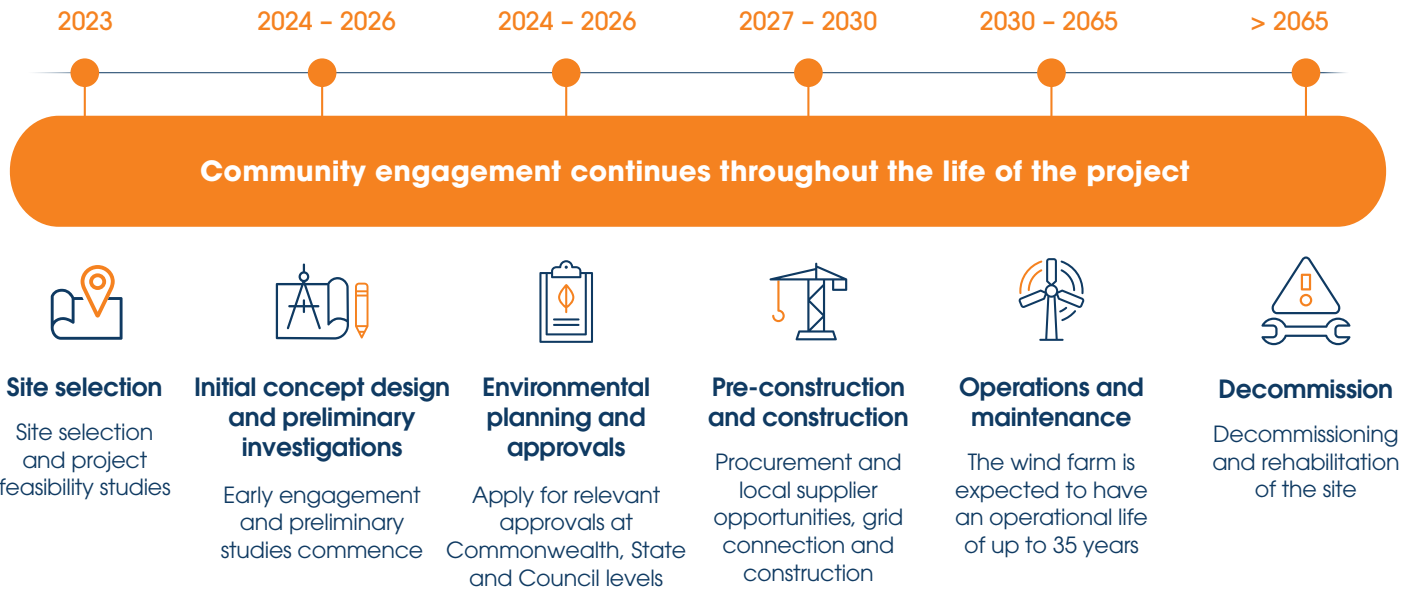 2023
2024 – 2026
2024 – 2026
2027 – 2030
2030 – 2065
> 2065
Community engagement continues throughout the life of the project
Site selection
Site selection
and project
feasibility studies
Initial concept design
and preliminary
investigations
Early engagement
and preliminary
studies commence
Environmental
planning and
approvals
Apply for relevant
approvals at
Commonwealth, State
and Council levels
Pre-construction
and construction
Procurement and
local supplier
opportunities, grid
connection and
construction
Operations and
maintenance
The wind farm is
expected to have
an operational life
of up to 35 years
Decommission
Decommissioning
and rehabilitation
of the site